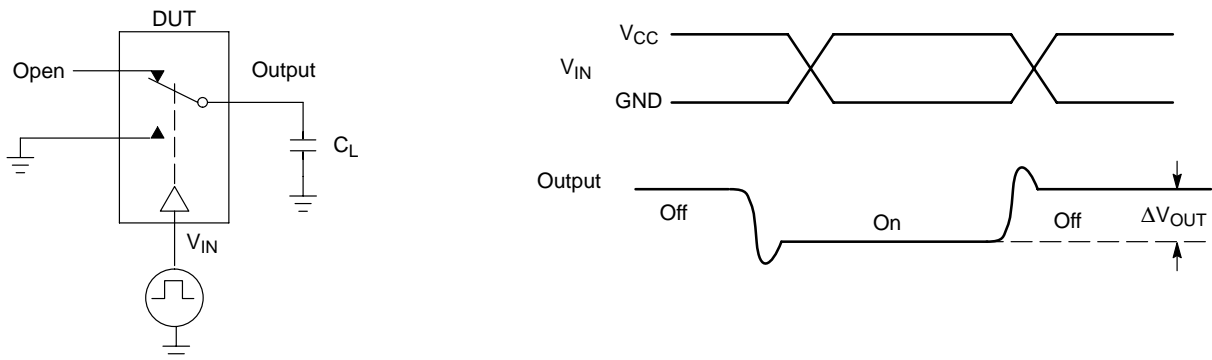 DUT
Open
Output
C_L
V_IN
V_CC
V_IN
GND
Output
Off
On
Off
ΔV_OUT